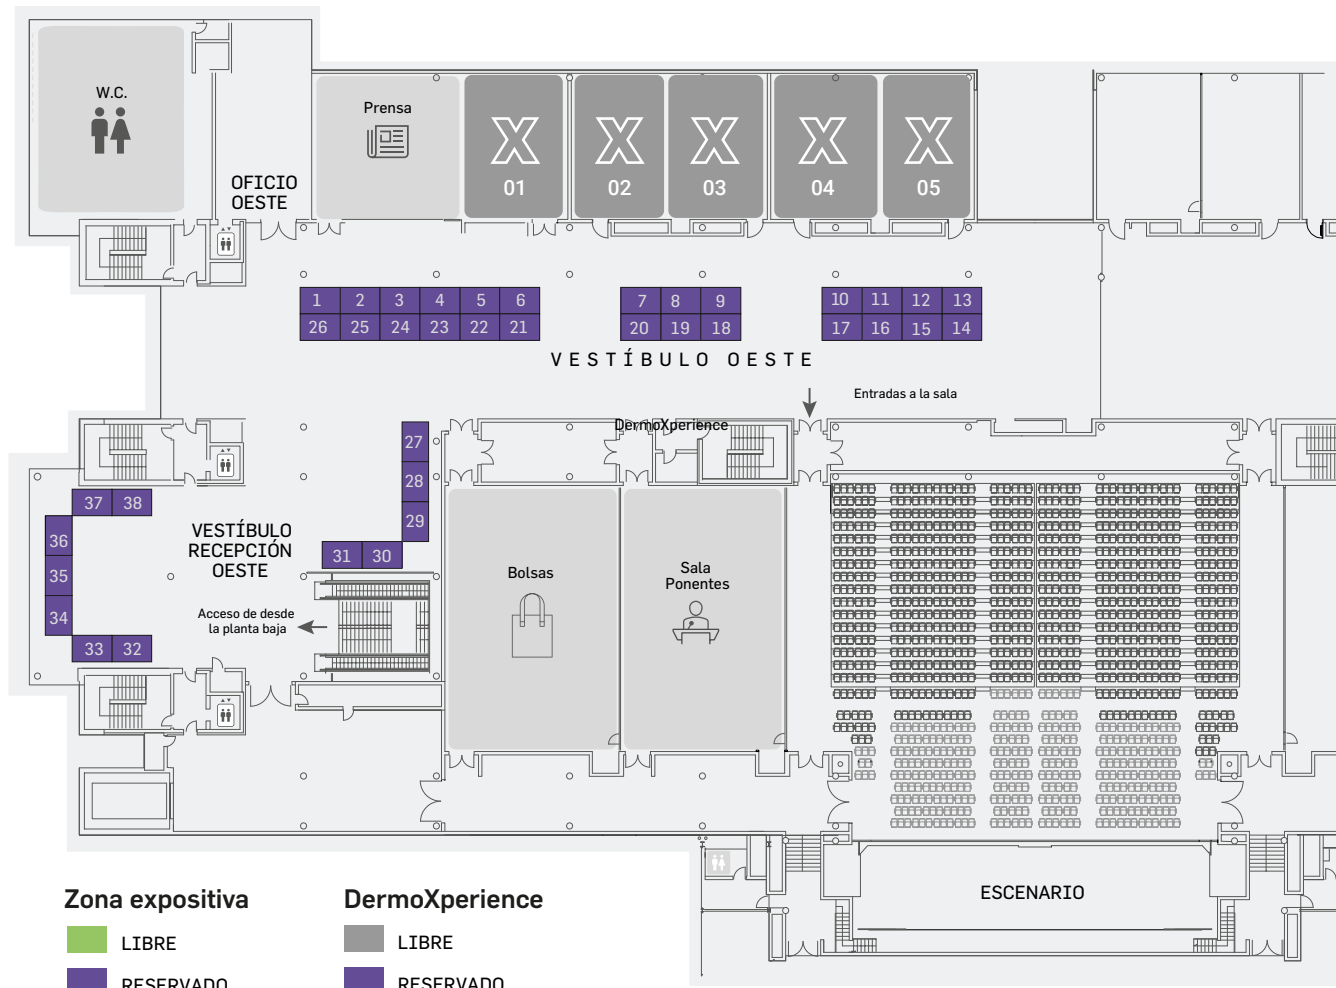 W.C.
Prensa
X
01
X
02
X
03
X
04
X
05
OFICIO
OESTE
1 2 3 4 5 6
26 25 24 23 22 21
7 8 9
20 19 18
10 11 12 13
17 16 15 14
VESTÍBULO OESTE
Entradas a la sala
DermoXperience
27
28
29
31 30
37 38
36
35
34
33 32
VESTÍBULO
RECEPCIÓN
OESTE
Acceso de desde
la planta baja
Bolsas
Sala
Ponentes
ESCENARIO
Zona expositiva
LIBRE
RESERVADO
DermoXperience
LIBRE
RESERVADO